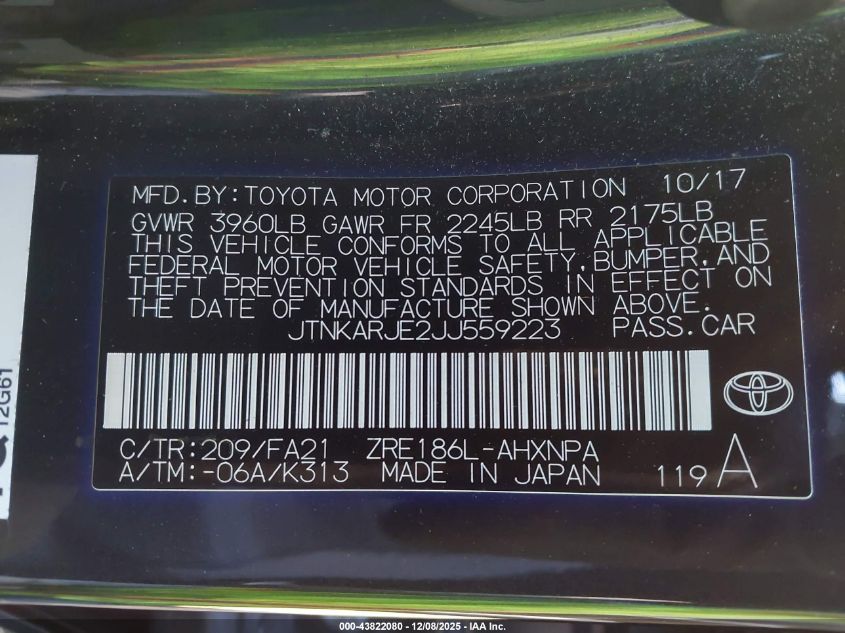 MFD.BY:TOYOTA MOTOR CORPORATION 10/17
GVWR 3960LB GAWR FR 2245LB RR 2175LB
THIS VEHICLE CONFORMS TO ALL APPLICABLE
FEDERAL MOTOR VEHICLE SAFETY,BUMPER,AND
THEFT PREVENTION STANDARDS IN EFFECT ON
THE DATE OF MANUFACTURE SHOWN ABOVE.
JTNKARJE2JJ559223 PASS.CAR
C/TR:209/FA21 ZRE186L-AHXNPA
A/TM:-06A/K313 MADE IN JAPAN 119 A
12G61
000-43822080 - 12/08/2025 - IAA Inc.